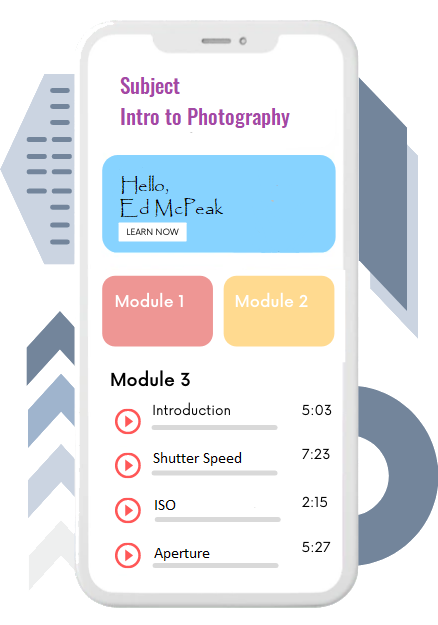 Subject
Intro to Photography
Hello,
Ed McPeak
LEARN NOW
Module 1
Module 2
Module 3
Introduction 5:03
Shutter Speed 7:23
ISO 2:15
Aperture 5:27